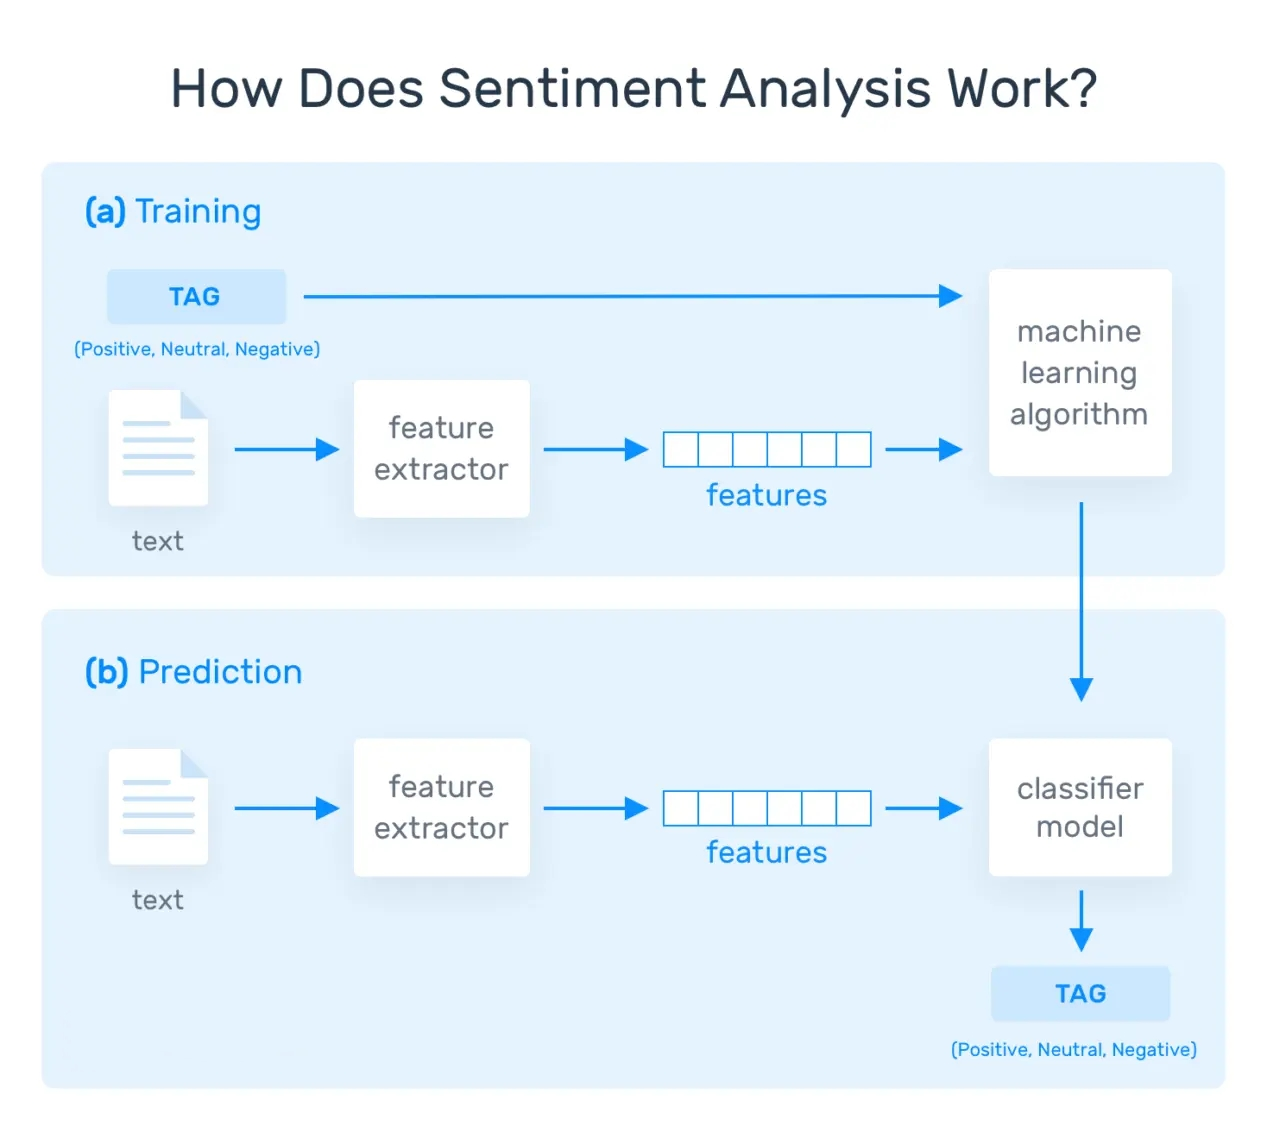 How Does Sentiment Analysis Work?
(a) Training
TAG
(Positive, Neutral, Negative)
text
feature
extractor
features
machine
learning
algorithm
(b) Prediction
text
feature
extractor
features
classifier
model
TAG
(Positive, Neutral, Negative)